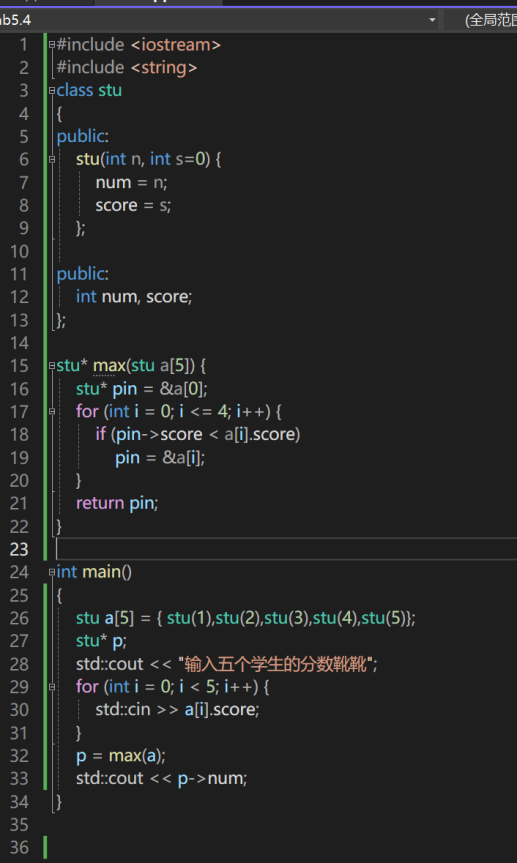 ab5.4 (全局范围
1 #include <iostream>
2 #include <string>
3 class stu
4 {
5 public:
6 stu(int n, int s=0) {
7 num = n;
8 score = s;
9 };
10
11 public:
12 int num, score;
13 };
14
15 stu* max(stu a[5]) {
16 stu* pin = &a[0];
17 for (int i = 0; i <= 4; i++) {
18 if (pin->score < a[i].score)
19 pin = &a[i];
20 }
21 return pin;
22 }
23
24 int main()
25 {
26 stu a[5] = { stu(1),stu(2),stu(3),stu(4),stu(5)};
27 stu* p;
28 std::cout << "输入五个学生的分数靴靴";
29 for (int i = 0; i < 5; i++) {
30 std::cin >> a[i].score;
31 }
32 p = max(a);
33 std::cout << p->num;
34 }
35
36